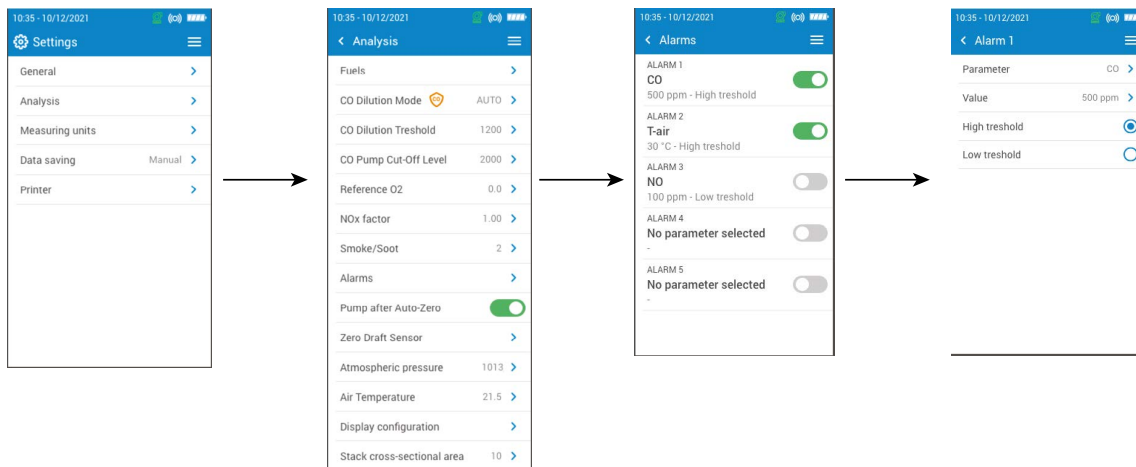 10:35 - 10/12/2021
Settings
General
Analysis
Measuring units
Data saving Manual
Printer
10:35 - 10/12/2021
Analysis
Fuels
CO Dilution Mode CO AUTO
CO Dilution Treshold 1200
CO Pump Cut-Off Level 2000
Reference O2 0.0
NOx factor 1.00
Smoke/Soot 2
Alarms
Pump after Auto-Zero
Zero Draft Sensor
Atmospheric pressure 1013
Air Temperature 21.5
Display configuration
Stack cross-sectional area 10
10:35 - 10/12/2021
Alarms
ALARM 1
CO
500 ppm - High treshold
ALARM 2
T-air
30 °C - High treshold
ALARM 3
NO
100 ppm - Low treshold
ALARM 4
No parameter selected
-
ALARM 5
No parameter selected
-
10:35 - 10/12/2021
Alarm 1
Parameter CO
Value 500 ppm
High treshold
Low treshold